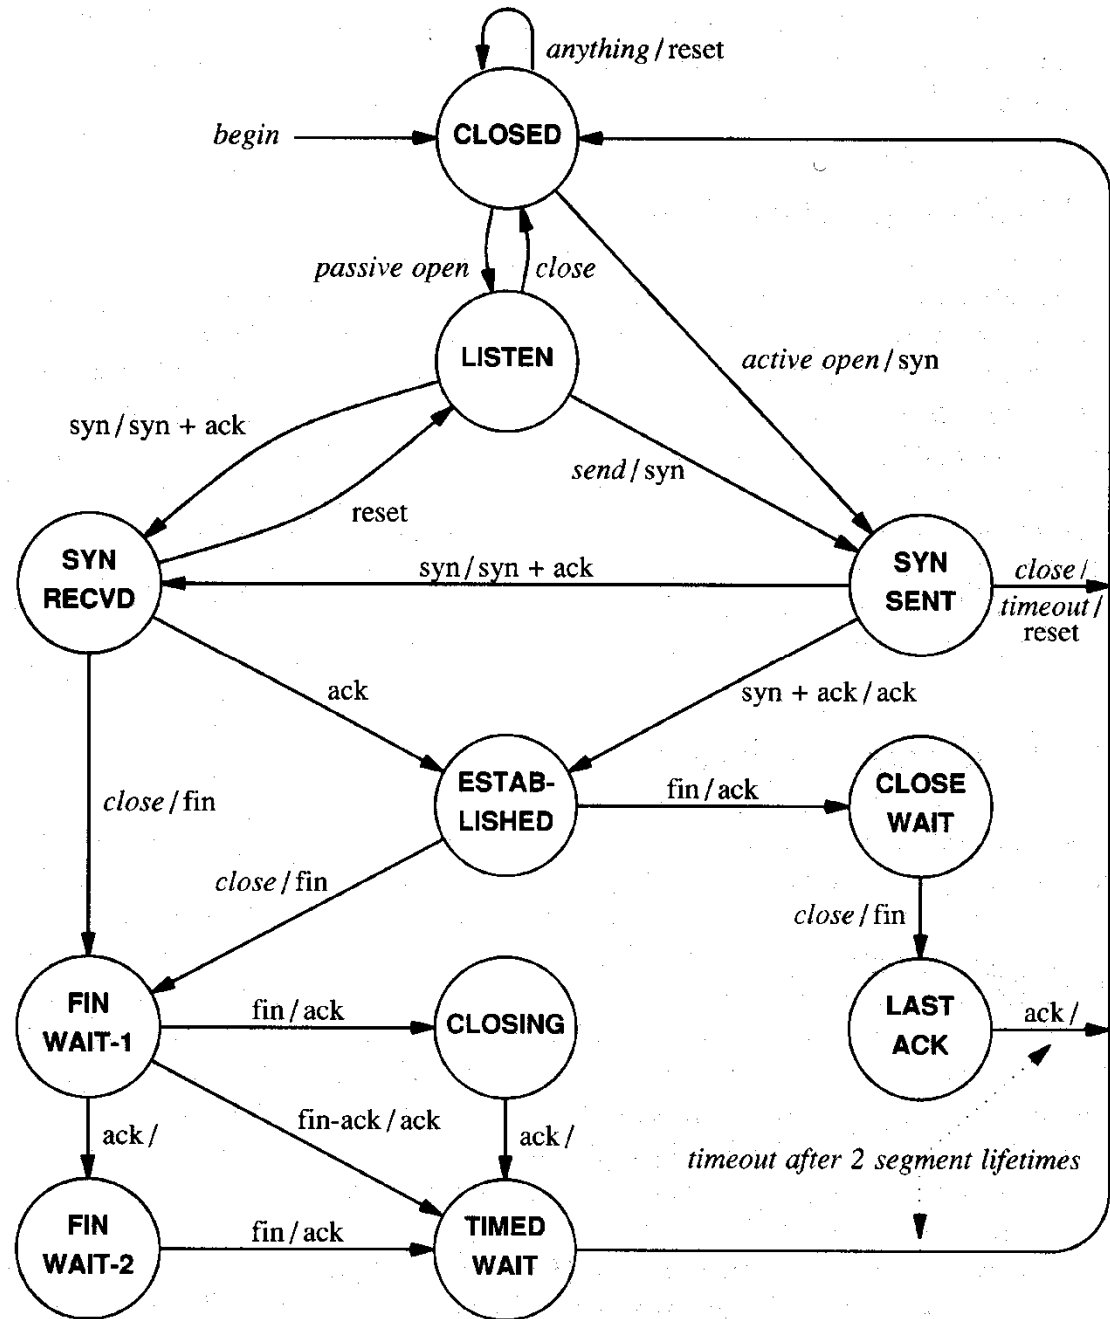 anything / reset
begin
CLOSED
passive open
close
LISTEN
active open / syn
syn / syn + ack
send / syn
reset
SYN
RECVD
syn / syn + ack
SYN
SENT
close /
timeout /
reset
ack
syn + ack / ack
ESTAB-
LISHED
fin / ack
CLOSE
WAIT
close / fin
close / fin
close / fin
FIN
WAIT-1
fin / ack
CLOSING
LAST
ACK
ack /
ack /
fin-ack / ack
ack /
timeout after 2 segment lifetimes
FIN
WAIT-2
fin / ack
TIMED
WAIT